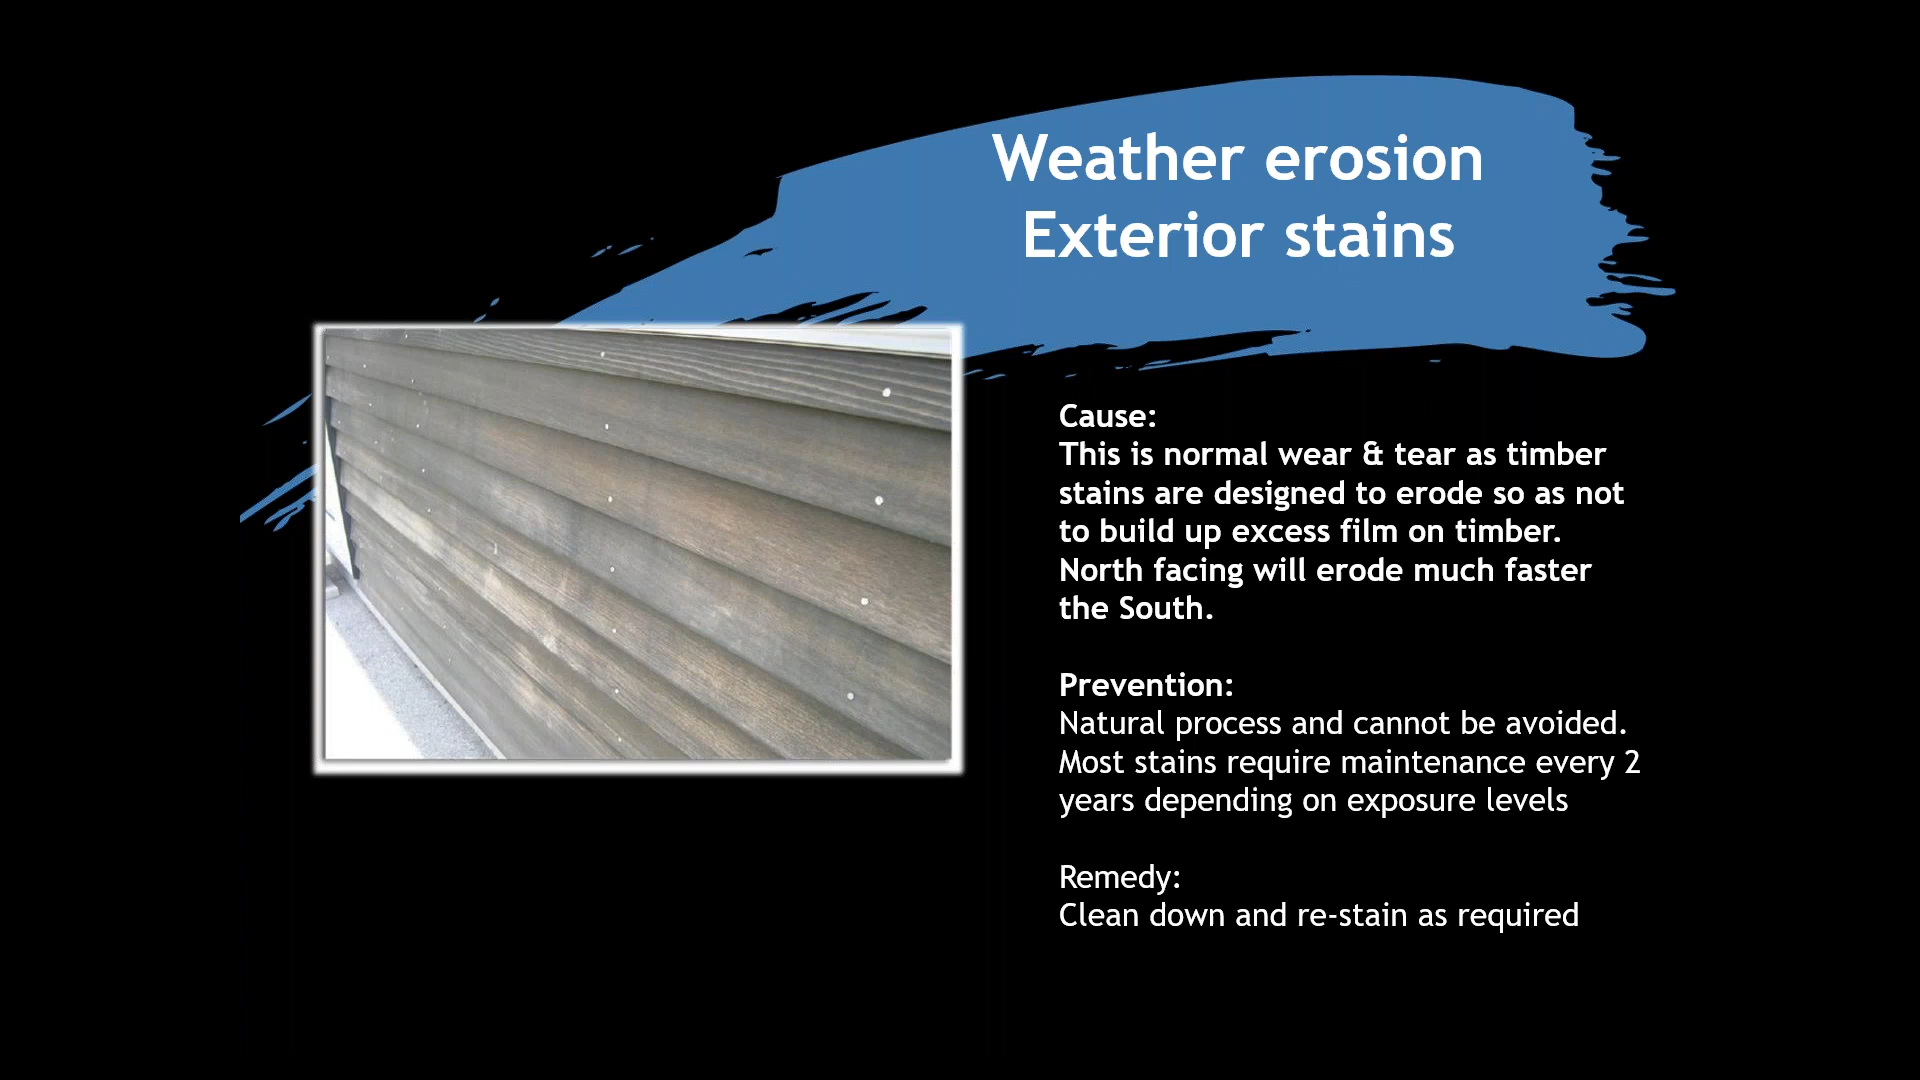 Weather erosion
Exterior stains
Cause:
This is normal wear & tear as timber
stains are designed to erode so as not
to build up excess film on timber.
North facing will erode much faster
the South.
Prevention:
Natural process and cannot be avoided.
Most stains require maintenance every 2
years depending on exposure levels
Remedy:
Clean down and re-stain as required